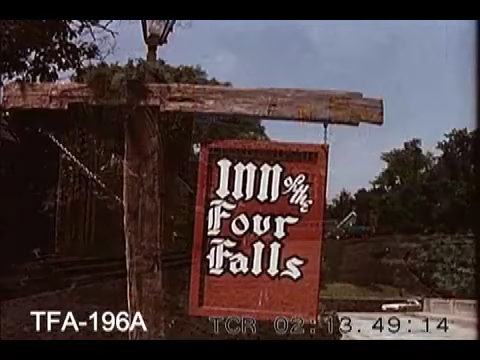 INN of the
Four
Falls
TFA-196A
TCR 02:13.49:14